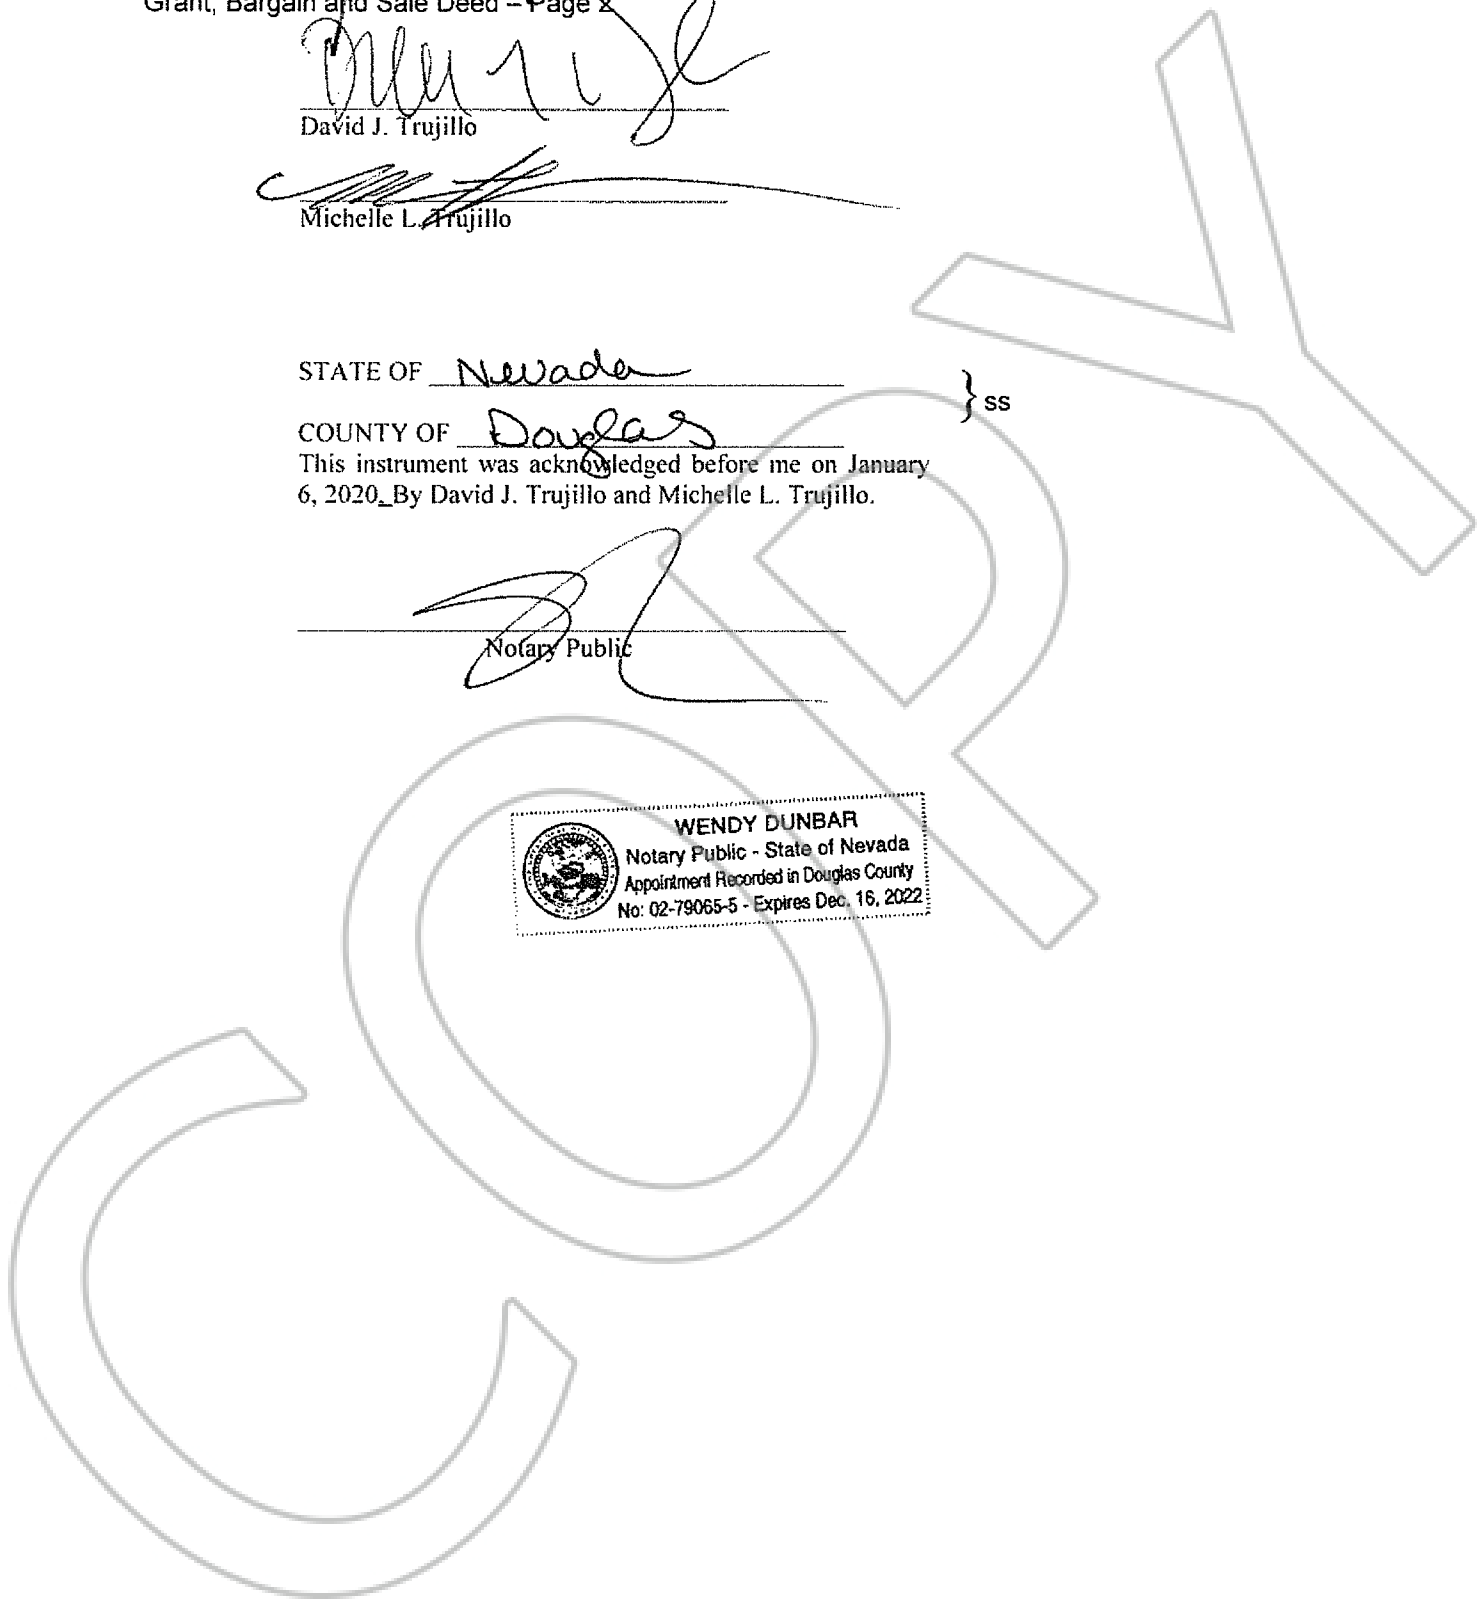 Grant, Bargain and Sale Deed – Page 2
David J. Trujillo
Michelle L. Trujillo
STATE OF Nevada
} ss
COUNTY OF Douglas
This instrument was acknowledged before me on January
6, 2020_By David J. Trujillo and Michelle L. Trujillo.
Notary Public
WENDY DUNBAR
Notary Public - State of Nevada
Appointment Recorded in Douglas County
No: 02-79065-5 - Expires Dec. 16, 2022
COPY